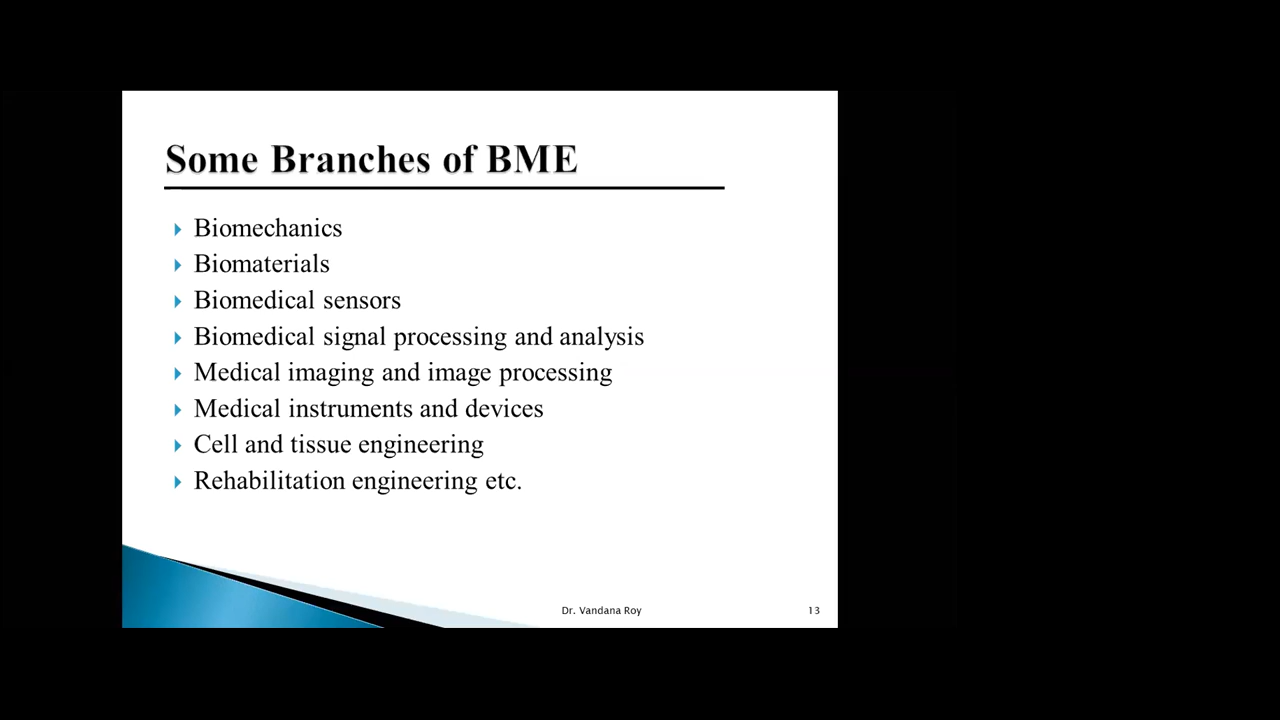 Some Branches of BME
Biomechanics
Biomaterials
Biomedical sensors
Biomedical signal processing and analysis
Medical imaging and image processing
Medical instruments and devices
Cell and tissue engineering
Rehabilitation engineering etc.
Dr. Vandana Roy
13